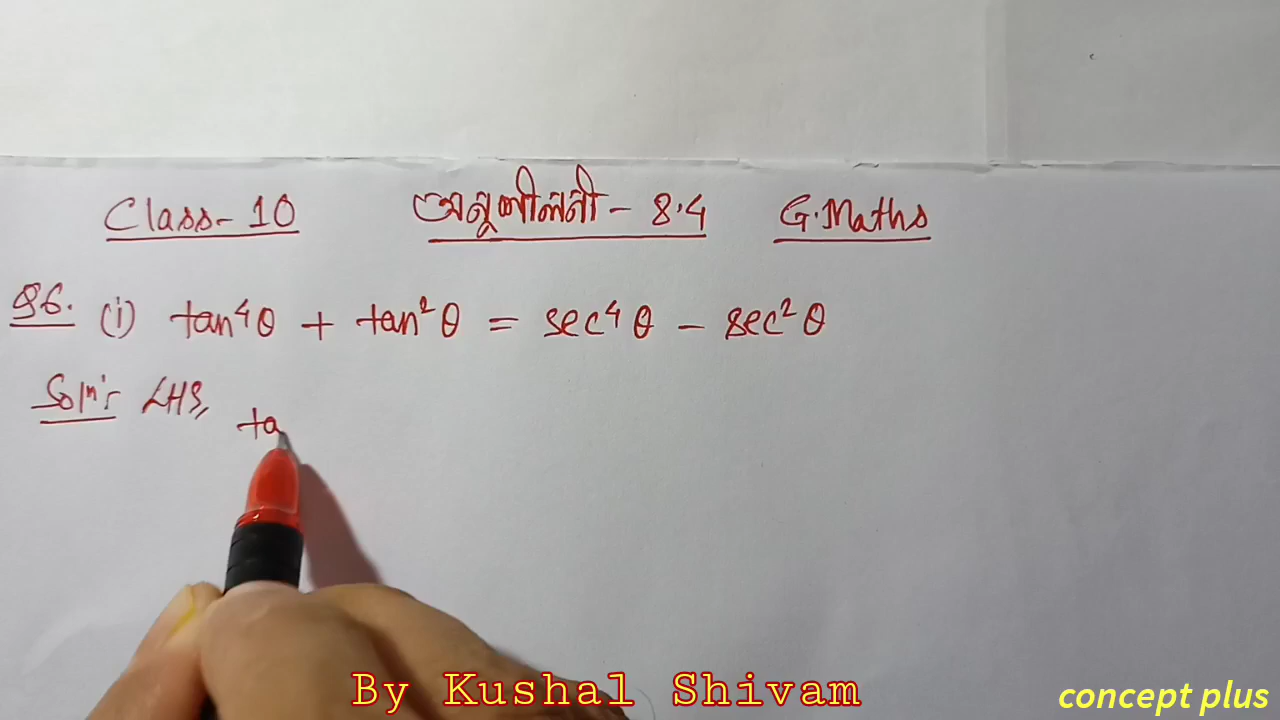 Class-10 অনুশীলনী - 8.4 G.Maths
Q6. (i) tan⁴θ + tan²θ = sec⁴θ - sec²θ
Solⁿ: LHS,
ta
By Kushal Shivam
concept plus